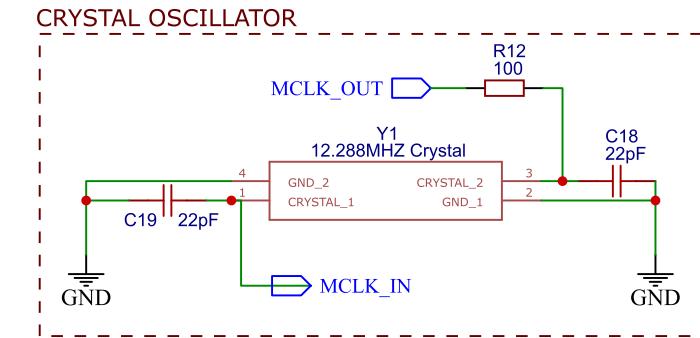 CRYSTAL OSCILLATOR
R12
100
MCLK_OUT
Y1
12.288MHZ Crystal
C18
22pF
4
GND_2
CRYSTAL_2
3
1
CRYSTAL_1
GND_1
2
C19
22pF
MCLK_IN
GND
GND